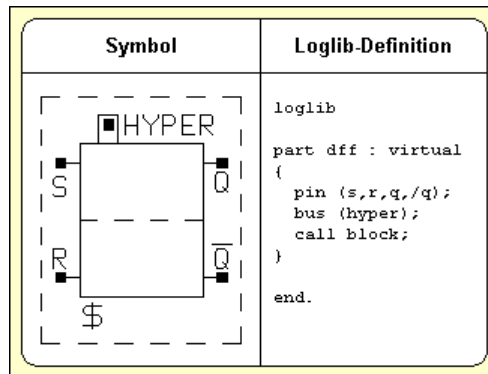 Symbol
Loglib-Definition
HYPER
S
Q
R
Q̅
$
loglib
part dff : virtual
{
pin (s,r,q,/q);
bus (hyper);
call block;
}
end.